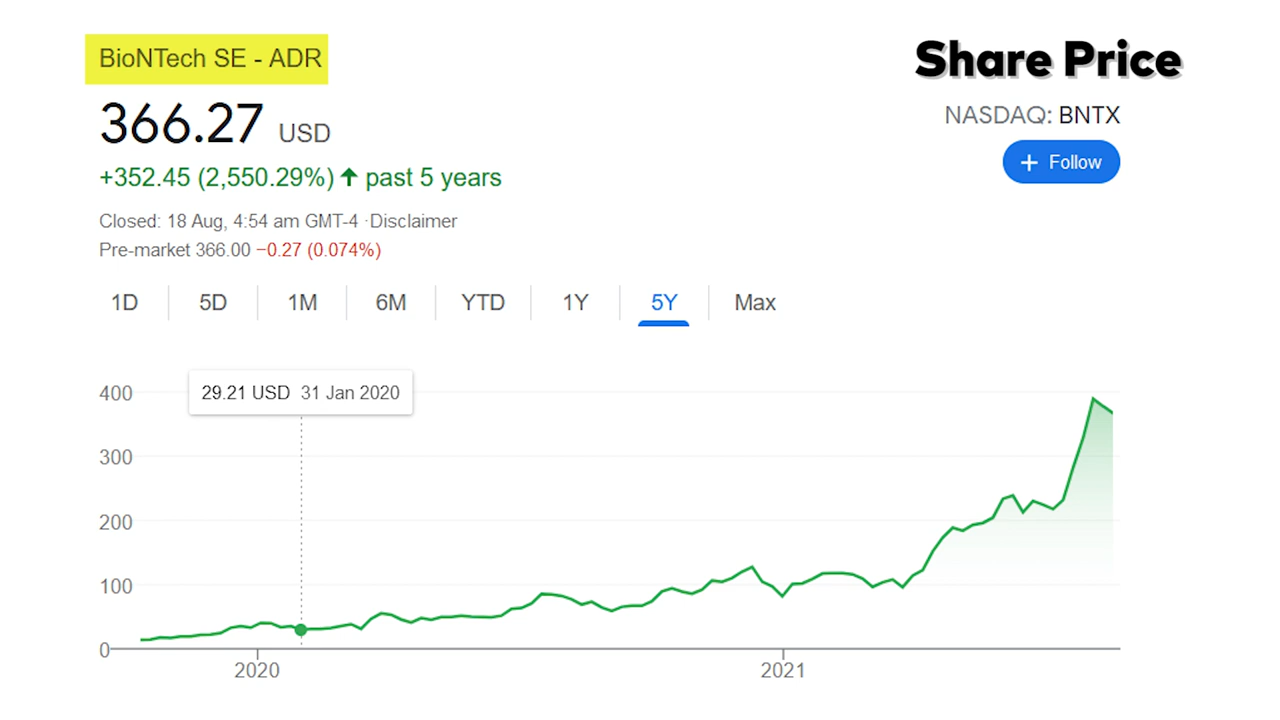 BioNTech SE - ADR
Share Price
366.27 USD
NASDAQ: BNTX
+352.45 (2,550.29%) ↑ past 5 years
+ Follow
Closed: 18 Aug, 4:54 am GMT-4 ·Disclaimer
Pre-market 366.00 −0.27 (0.074%)
1D 5D 1M 6M YTD 1Y 5Y Max
29.21 USD 31 Jan 2020
400
300
200
100
0
2020 2021